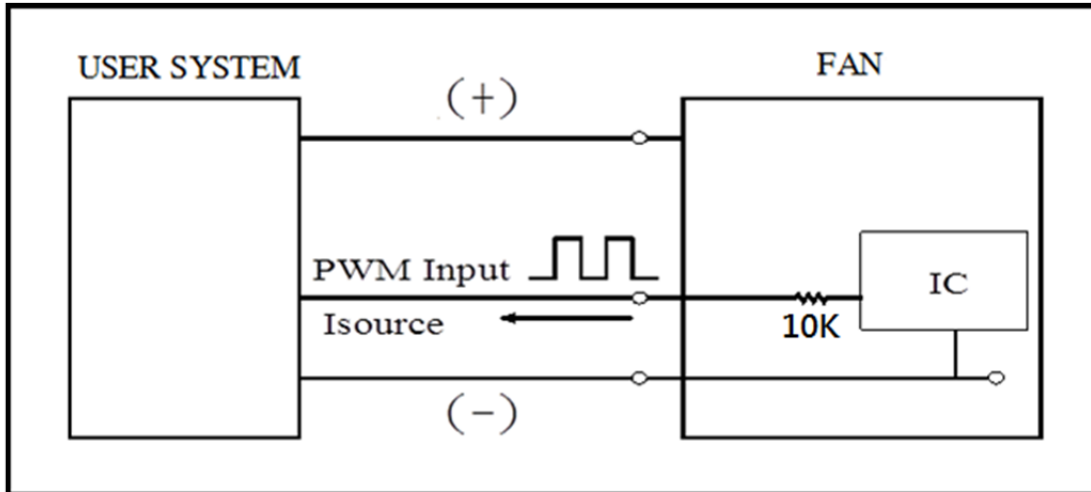 USER SYSTEM
FAN
(+)
PWM Input
IC
Isource
10K
(-)